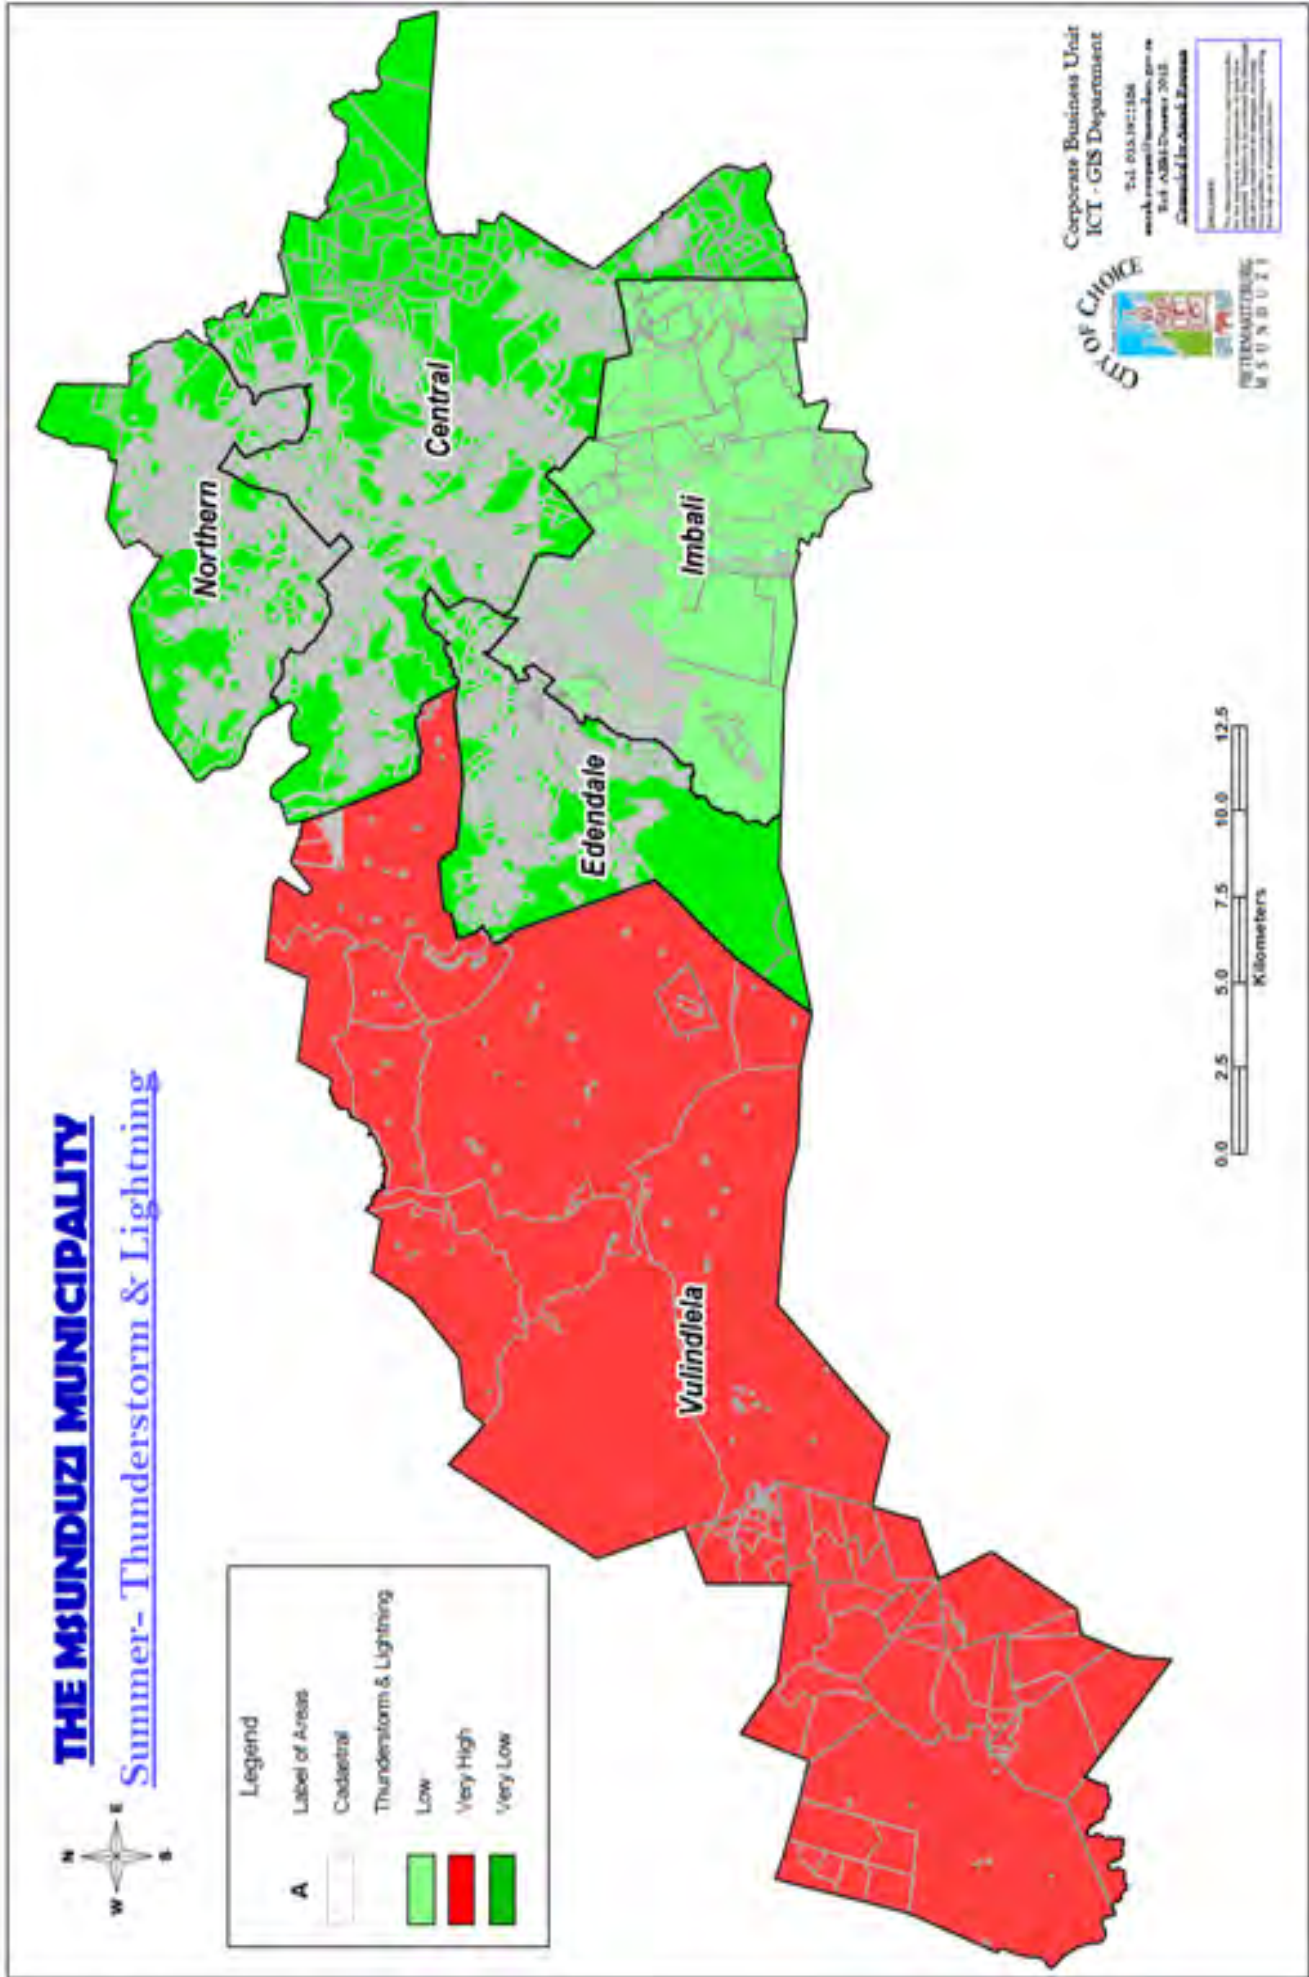 THE MSUNDUZI MUNICIPALITY
Summer- Thunderstorm & Lightning
N
W
E
S
Legend
A
Label of Areas
Cadastral
Thunderstorm & Lightning
Low
Very High
Very Low
Northern
Central
Edendale
Imbali
Vulindlela
0.0 2.5 5.0 7.5 10.0 12.5
Kilometers
CITY OF CHOICE
PIETERMARITZBURG
MSUNDUZI
Corporate Business Unit
ICT - GIS Department